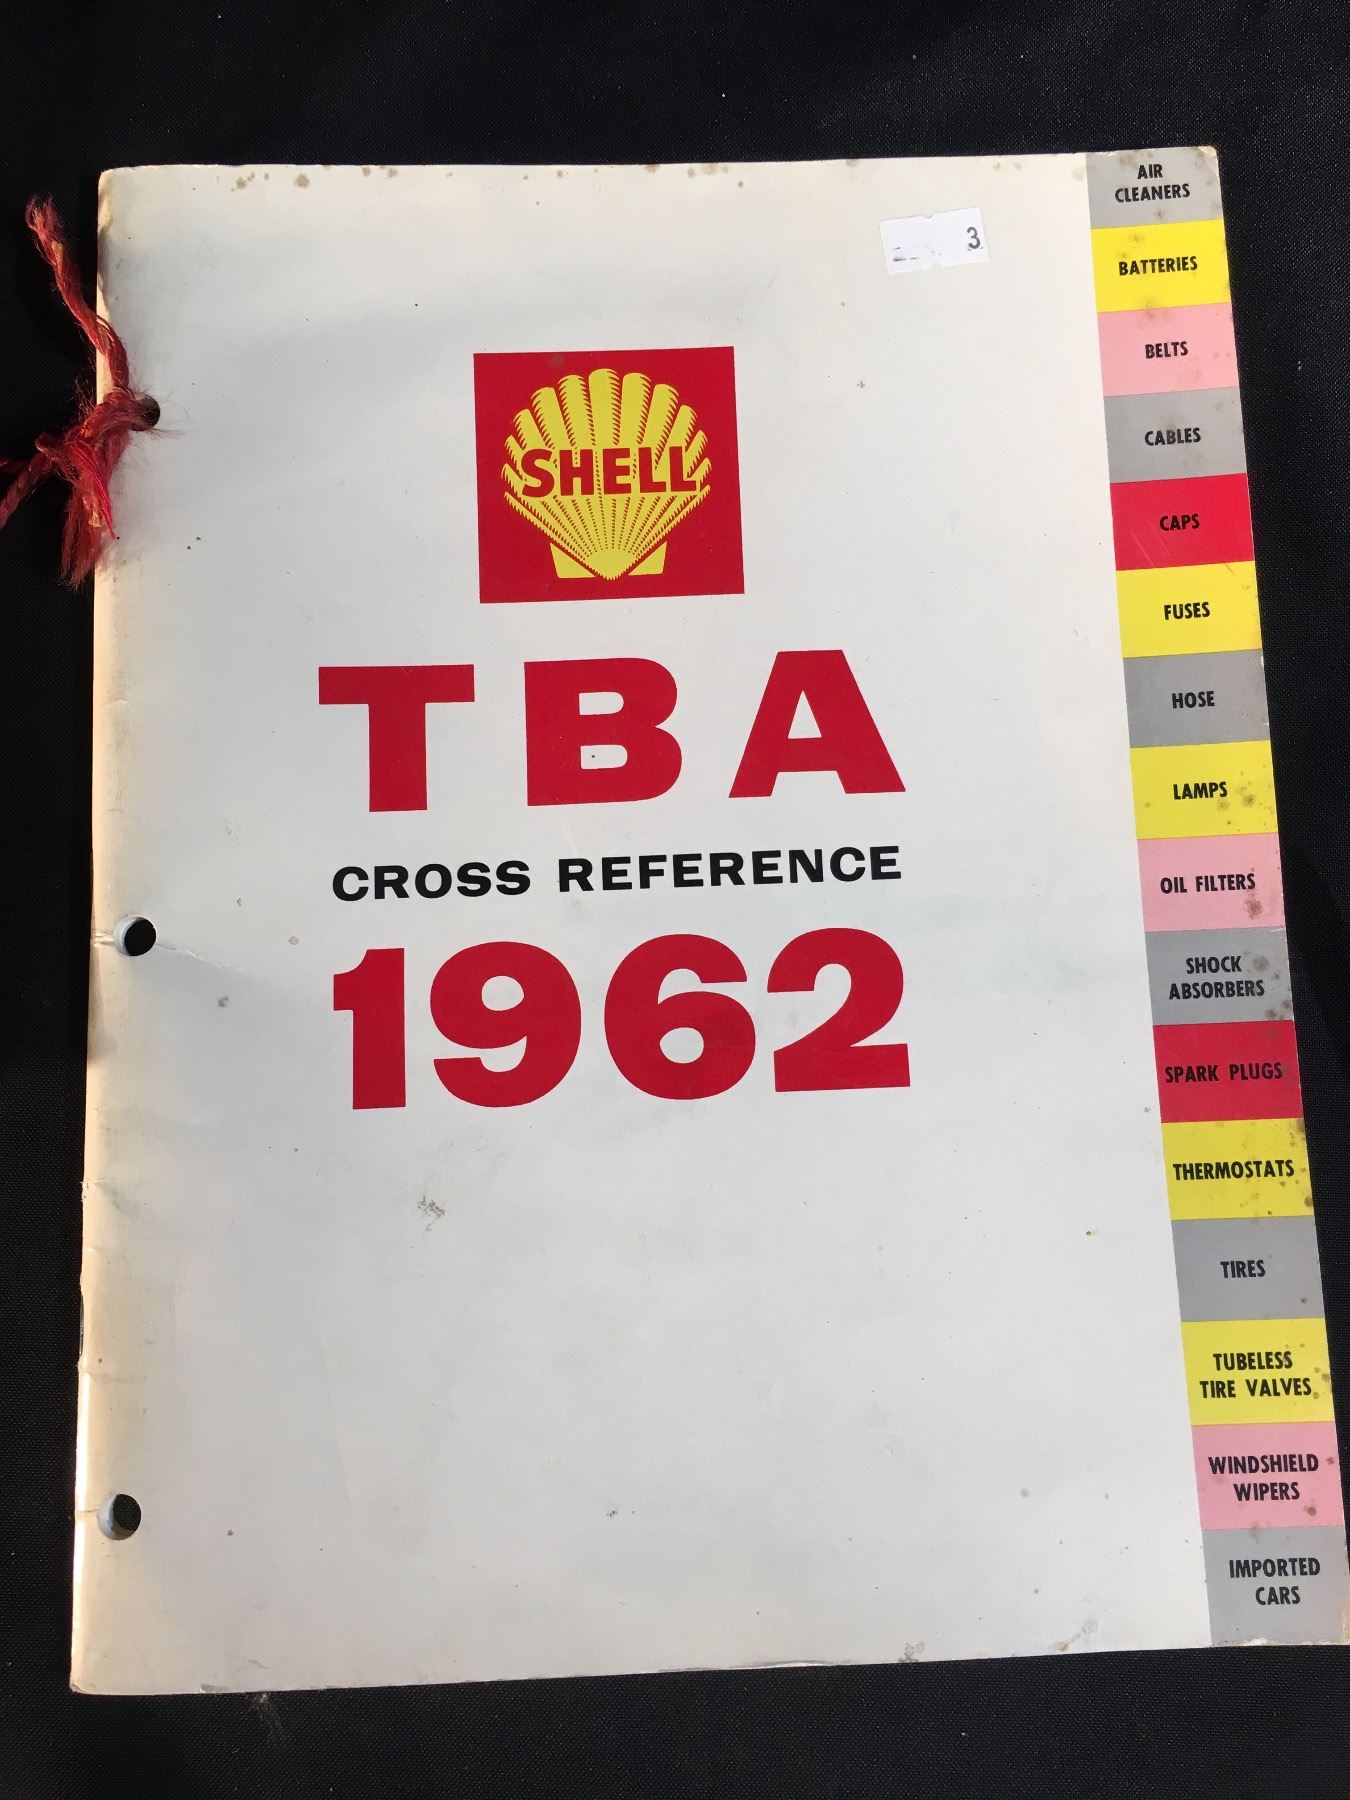 3
SHELL
TBA
CROSS REFERENCE
1962
AIR
CLEANERS
BATTERIES
BELTS
CABLES
CAPS
FUSES
HOSE
LAMPS
OIL FILTERS
SHOCK
ABSORBERS
SPARK PLUGS
THERMOSTATS
TIRES
TUBELESS
TIRE VALVES
WINDSHIELD
WIPERS
IMPORTED
CARS